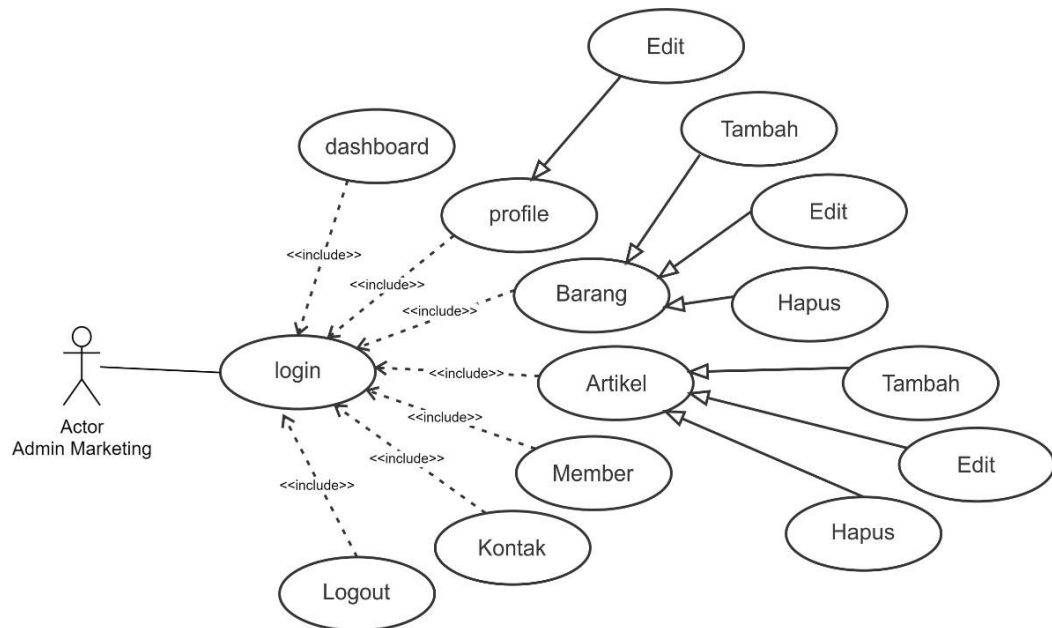 Edit
Tambah
dashboard
Edit
profile
<<include>>
<<include>>
Barang
Hapus
<<include>>
login
<<include>>
Artikel
Tambah
Actor
Admin Marketing
<<include>>
<<include>>
Member
Edit
<<include>>
Hapus
Kontak
Logout